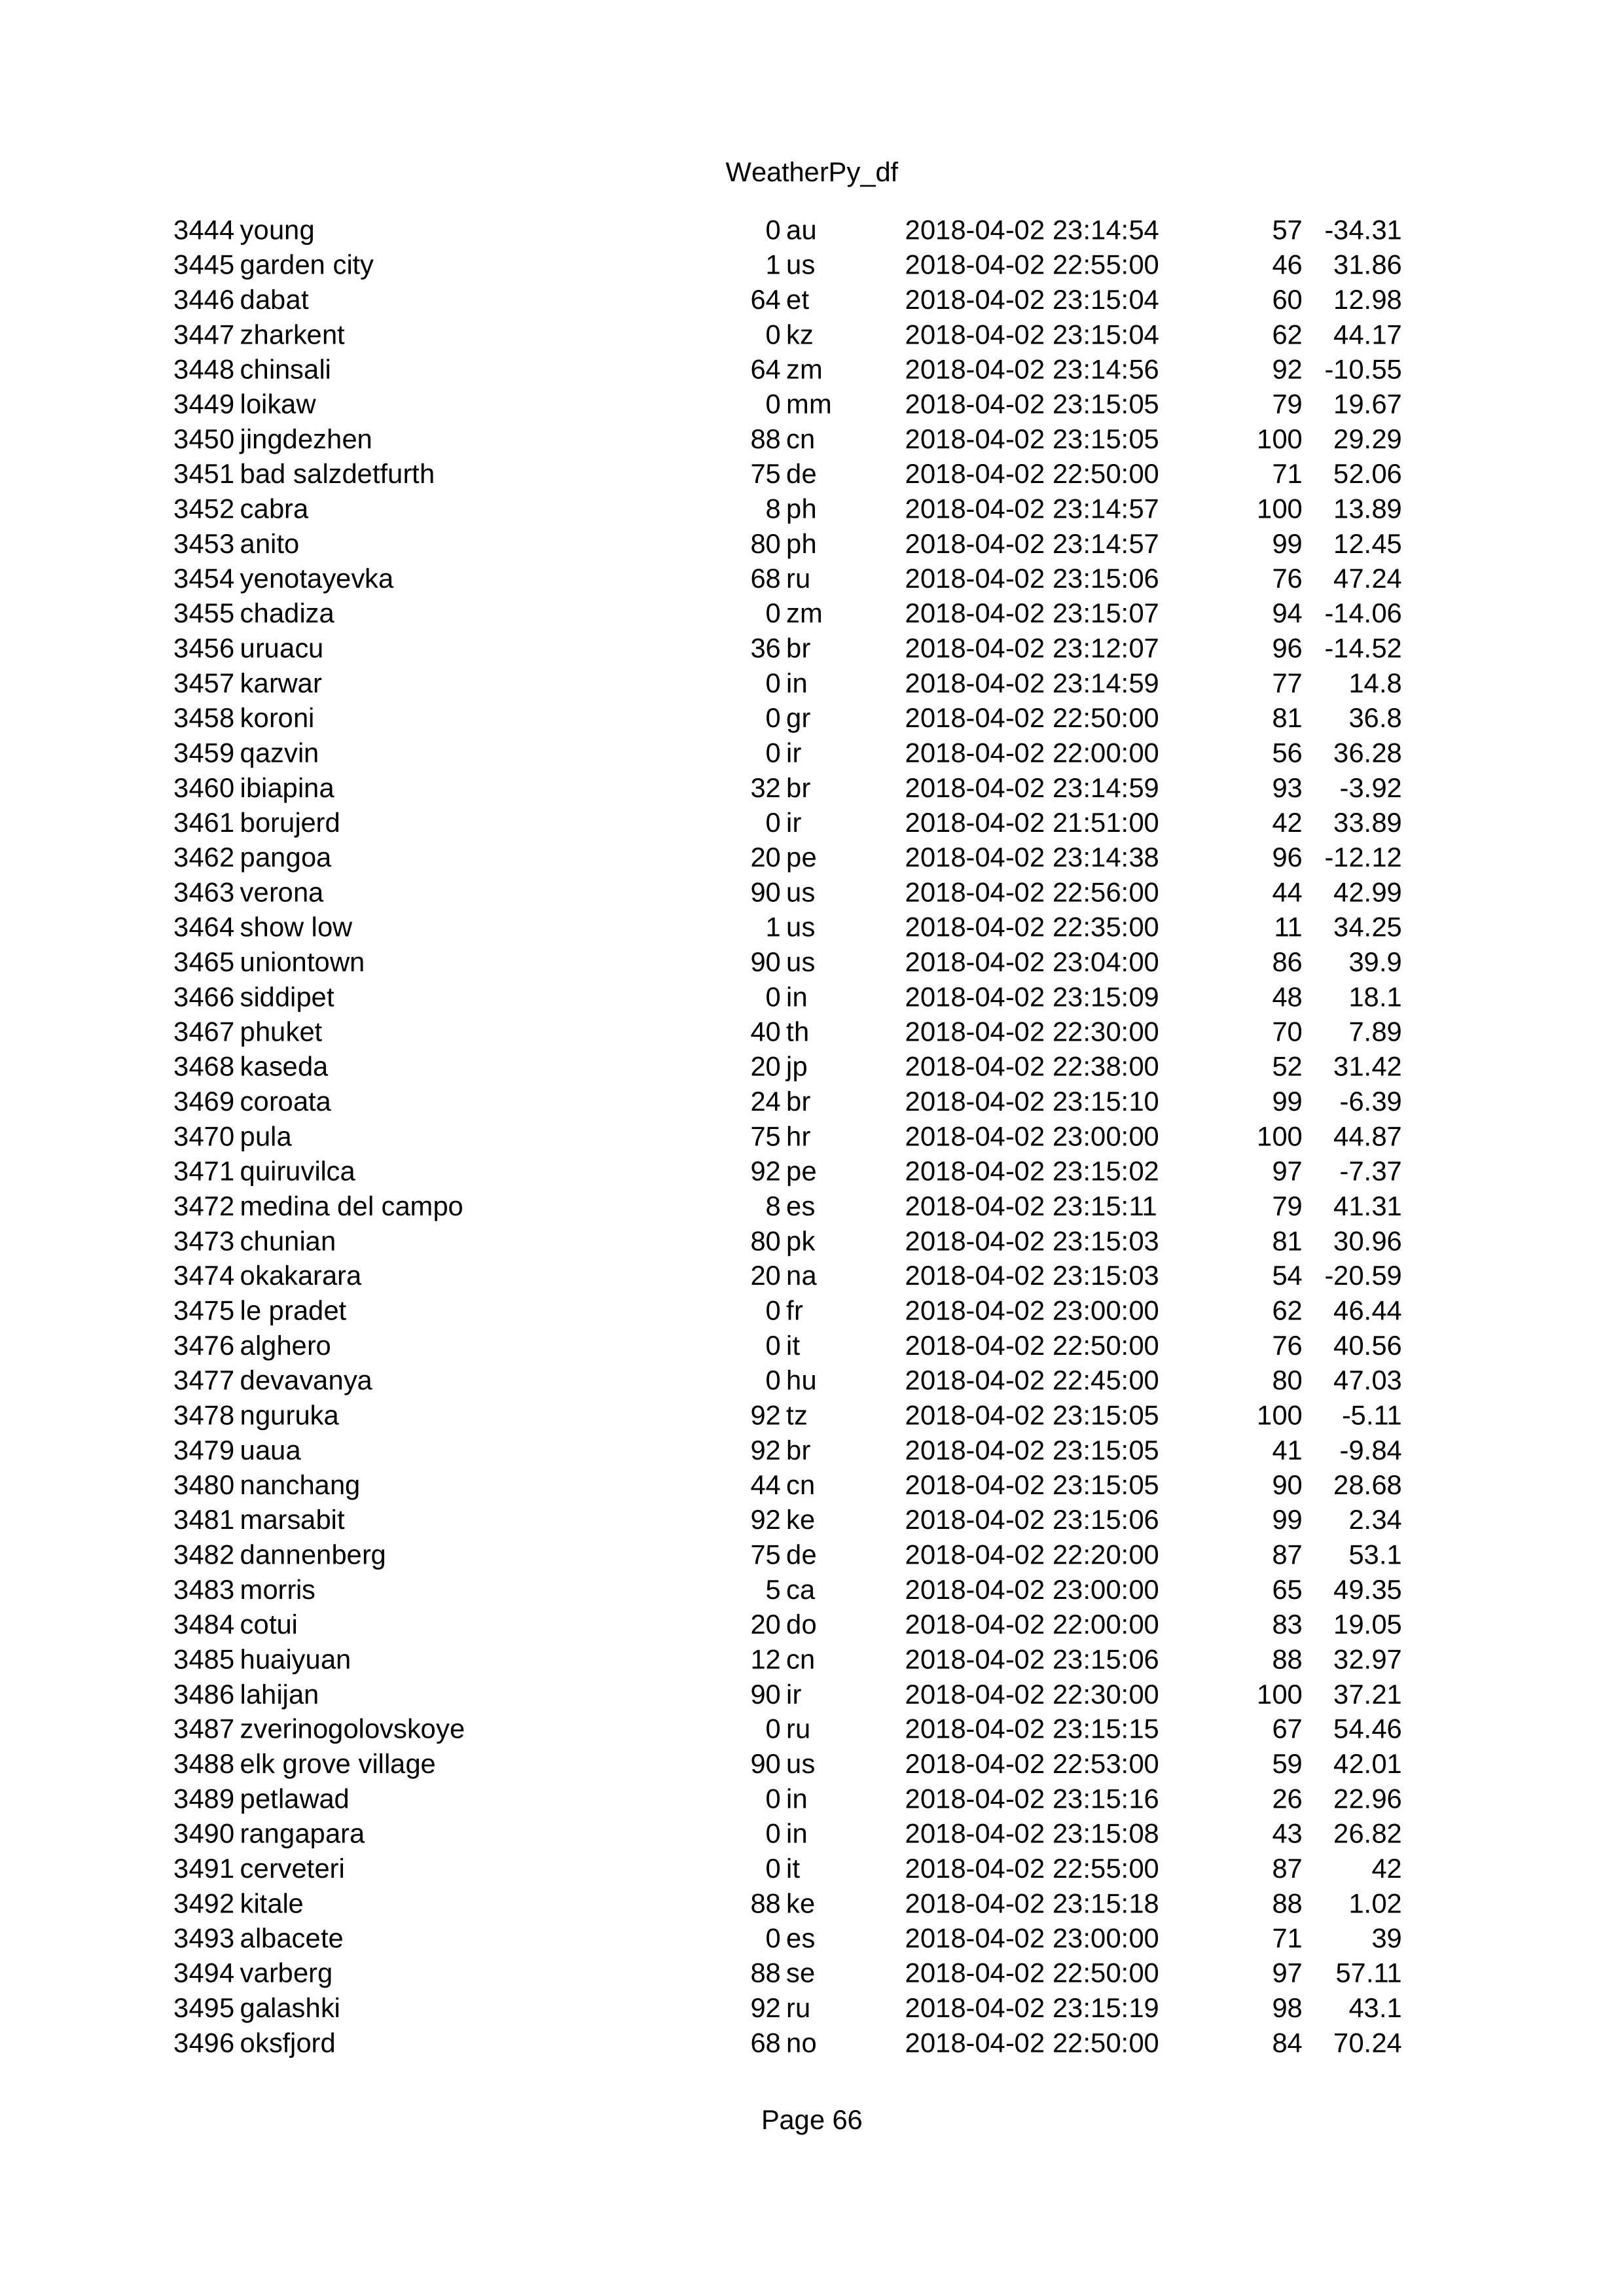 WeatherPy_df
3444 young 0 au 2018-04-02 23:14:54 57 -34.31
3445 garden city 1 us 2018-04-02 22:55:00 46 31.86
3446 dabat 64 et 2018-04-02 23:15:04 60 12.98
3447 zharkent 0 kz 2018-04-02 23:15:04 62 44.17
3448 chinsali 64 zm 2018-04-02 23:14:56 92 -10.55
3449 loikaw 0 mm 2018-04-02 23:15:05 79 19.67
3450 jingdezhen 88 cn 2018-04-02 23:15:05 100 29.29
3451 bad salzdetfurth 75 de 2018-04-02 22:50:00 71 52.06
3452 cabra 8 ph 2018-04-02 23:14:57 100 13.89
3453 anito 80 ph 2018-04-02 23:14:57 99 12.45
3454 yenotayevka 68 ru 2018-04-02 23:15:06 76 47.24
3455 chadiza 0 zm 2018-04-02 23:15:07 94 -14.06
3456 uruacu 36 br 2018-04-02 23:12:07 96 -14.52
3457 karwar 0 in 2018-04-02 23:14:59 77 14.8
3458 koroni 0 gr 2018-04-02 22:50:00 81 36.8
3459 qazvin 0 ir 2018-04-02 22:00:00 56 36.28
3460 ibiapina 32 br 2018-04-02 23:14:59 93 -3.92
3461 borujerd 0 ir 2018-04-02 21:51:00 42 33.89
3462 pangoa 20 pe 2018-04-02 23:14:38 96 -12.12
3463 verona 90 us 2018-04-02 22:56:00 44 42.99
3464 show low 1 us 2018-04-02 22:35:00 11 34.25
3465 uniontown 90 us 2018-04-02 23:04:00 86 39.9
3466 siddipet 0 in 2018-04-02 23:15:09 48 18.1
3467 phuket 40 th 2018-04-02 22:30:00 70 7.89
3468 kaseda 20 jp 2018-04-02 22:38:00 52 31.42
3469 coroata 24 br 2018-04-02 23:15:10 99 -6.39
3470 pula 75 hr 2018-04-02 23:00:00 100 44.87
3471 quiruvilca 92 pe 2018-04-02 23:15:02 97 -7.37
3472 medina del campo 8 es 2018-04-02 23:15:11 79 41.31
3473 chunian 80 pk 2018-04-02 23:15:03 81 30.96
3474 okakarara 20 na 2018-04-02 23:15:03 54 -20.59
3475 le pradet 0 fr 2018-04-02 23:00:00 62 46.44
3476 alghero 0 it 2018-04-02 22:50:00 76 40.56
3477 devavanya 0 hu 2018-04-02 22:45:00 80 47.03
3478 nguruka 92 tz 2018-04-02 23:15:05 100 -5.11
3479 uaua 92 br 2018-04-02 23:15:05 41 -9.84
3480 nanchang 44 cn 2018-04-02 23:15:05 90 28.68
3481 marsabit 92 ke 2018-04-02 23:15:06 99 2.34
3482 dannenberg 75 de 2018-04-02 22:20:00 87 53.1
3483 morris 5 ca 2018-04-02 23:00:00 65 49.35
3484 cotui 20 do 2018-04-02 22:00:00 83 19.05
3485 huaiyuan 12 cn 2018-04-02 23:15:06 88 32.97
3486 lahijan 90 ir 2018-04-02 22:30:00 100 37.21
3487 zverinogolovskoye 0 ru 2018-04-02 23:15:15 67 54.46
3488 elk grove village 90 us 2018-04-02 22:53:00 59 42.01
3489 petlawad 0 in 2018-04-02 23:15:16 26 22.96
3490 rangapara 0 in 2018-04-02 23:15:08 43 26.82
3491 cerveteri 0 it 2018-04-02 22:55:00 87 42
3492 kitale 88 ke 2018-04-02 23:15:18 88 1.02
3493 albacete 0 es 2018-04-02 23:00:00 71 39
3494 varberg 88 se 2018-04-02 22:50:00 97 57.11
3495 galashki 92 ru 2018-04-02 23:15:19 98 43.1
3496 oksfjord 68 no 2018-04-02 22:50:00 84 70.24
Page 66